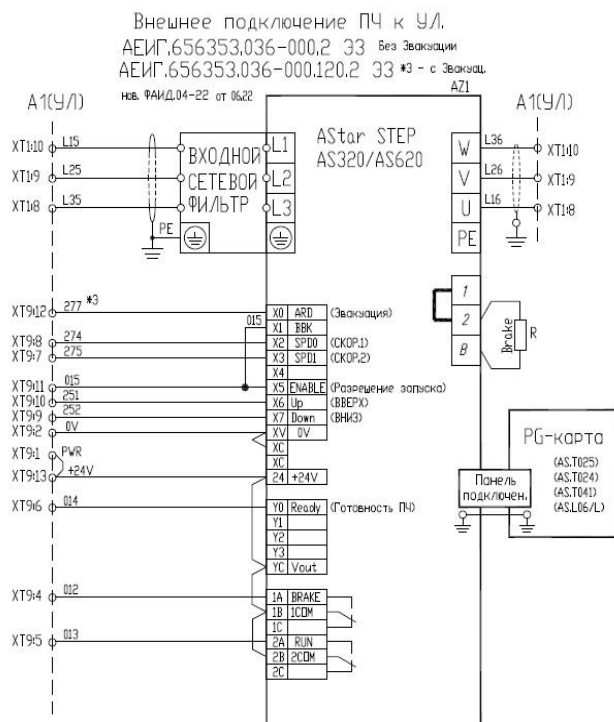 Внешнее подключение ПЧ к УЛ.
АЕИГ.656353.036-000.2 ЭЗ Без Эвакуации
АЕИГ.656353.036-000.120.2 ЭЗ *Э - с Эвакуац.
нов. ФАИД.04-22 от 06.22
AZ1
A1(УЛ)
A1(УЛ)
XT1:10 L15
XT1:9 L25
XT1:8 L35
PE
ВХОДНОЙ
СЕТЕВОЙ
ФИЛЬТР
L1
L2
L3
AStar STEP
AS320/AS620
W L36 XT1:10
V L26 XT1:9
U L16 XT1:8
PE
1
2
B
Brake
R
XT9:12 277 *Э X0 ARD (Эвакуация)
015 X1 BBK
XT9:8 274 X2 SPD0 (СКОР.1)
XT9:7 275 X3 SPD1 (СКОР.2)
X4
XT9:11 015 X5 ENABLE (Разрешение запуска)
XT9:10 251 X6 Up (ВВЕРХ)
XT9:9 252 X7 Down (ВНИЗ)
XT9:2 0V XV 0V
XC
XT9:1 PWR XC
XT9:13 +24V 24 +24V
XT9:6 014 Y0 Ready (Готовность ПЧ)
Y1
Y2
Y3
YC Vout
XT9:4 012 1A BRAKE
1B 1COM
1C
XT9:5 013 2A RUN
2B 2COM
2C
PG-карта
(AS.T025)
(AS.T024)
(AS.T041)
(AS.L06/L)
Панель
подключен.